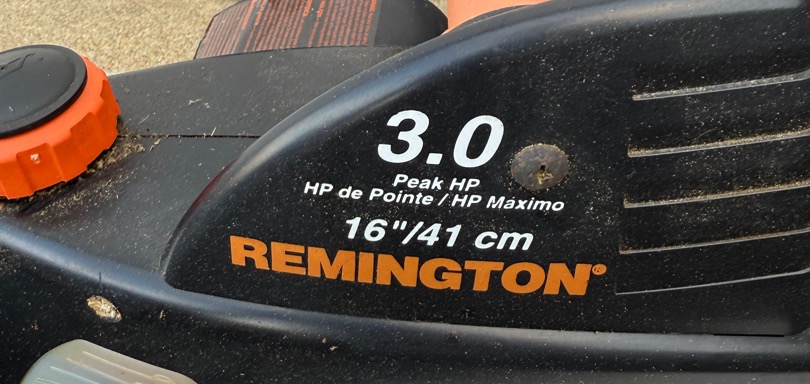 3.0
Peak HP
HP de Pointe / HP Máximo
16"/41 cm
REMINGTON®